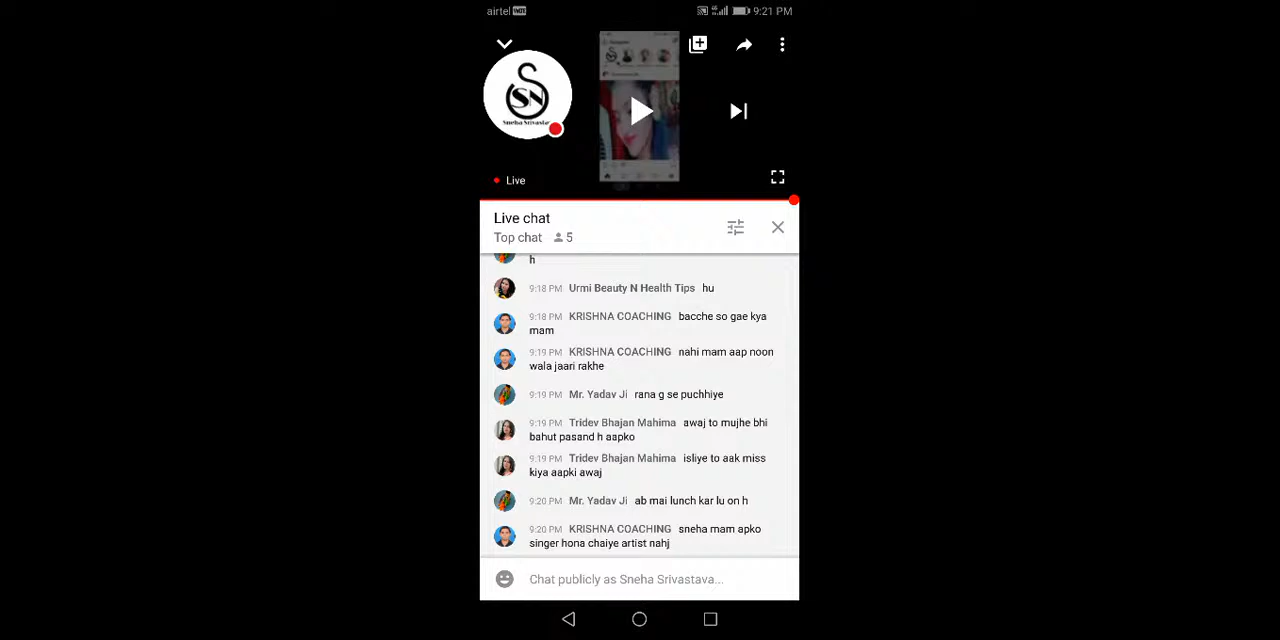 airtel VoLTE 4G 9:21 PM
SN
Sneha Srivasta
Live
Live chat
Top chat 5
h
9:18 PM Urmi Beauty N Health Tips hu
9:18 PM KRISHNA COACHING bacche so gae kya
mam
9:19 PM KRISHNA COACHING nahi mam aap noon
wala jaari rakhe
9:19 PM Mr. Yadav Ji rana g se puchhiye
9:19 PM Tridev Bhajan Mahima awaj to mujhe bhi
bahut pasand h aapko
9:19 PM Tridev Bhajan Mahima isliye to aak miss
kiya aapki awaj
9:20 PM Mr. Yadav Ji ab mai lunch kar lu on h
9:20 PM KRISHNA COACHING sneha mam apko
singer hona chaiye artist nahj
Chat publicly as Sneha Srivastava...